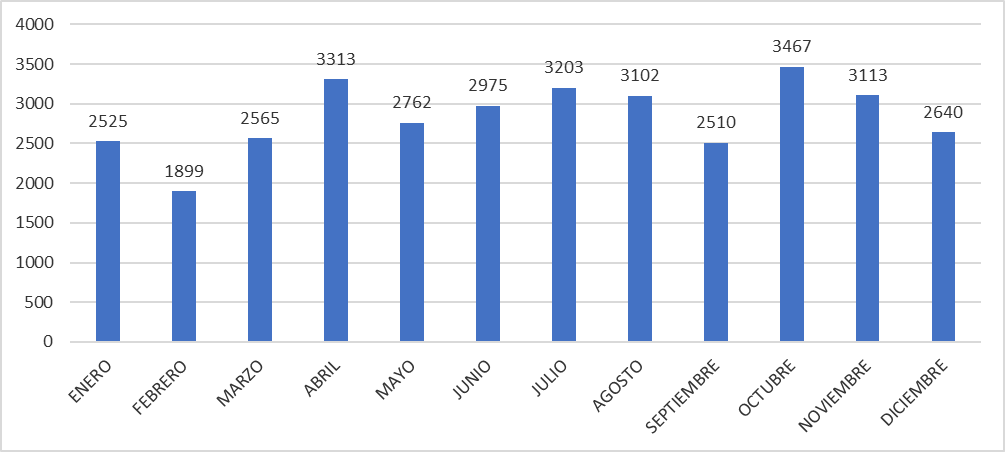 4000
3500
3000
2500
2000
1500
1000
500
0
2525
1899
2565
3313
2762
2975
3203
3102
2510
3467
3113
2640
ENERO
FEBRERO
MARZO
ABRIL
MAYO
JUNIO
JULIO
AGOSTO
SEPTIEMBRE
OCTUBRE
NOVIEMBRE
DICIEMBRE